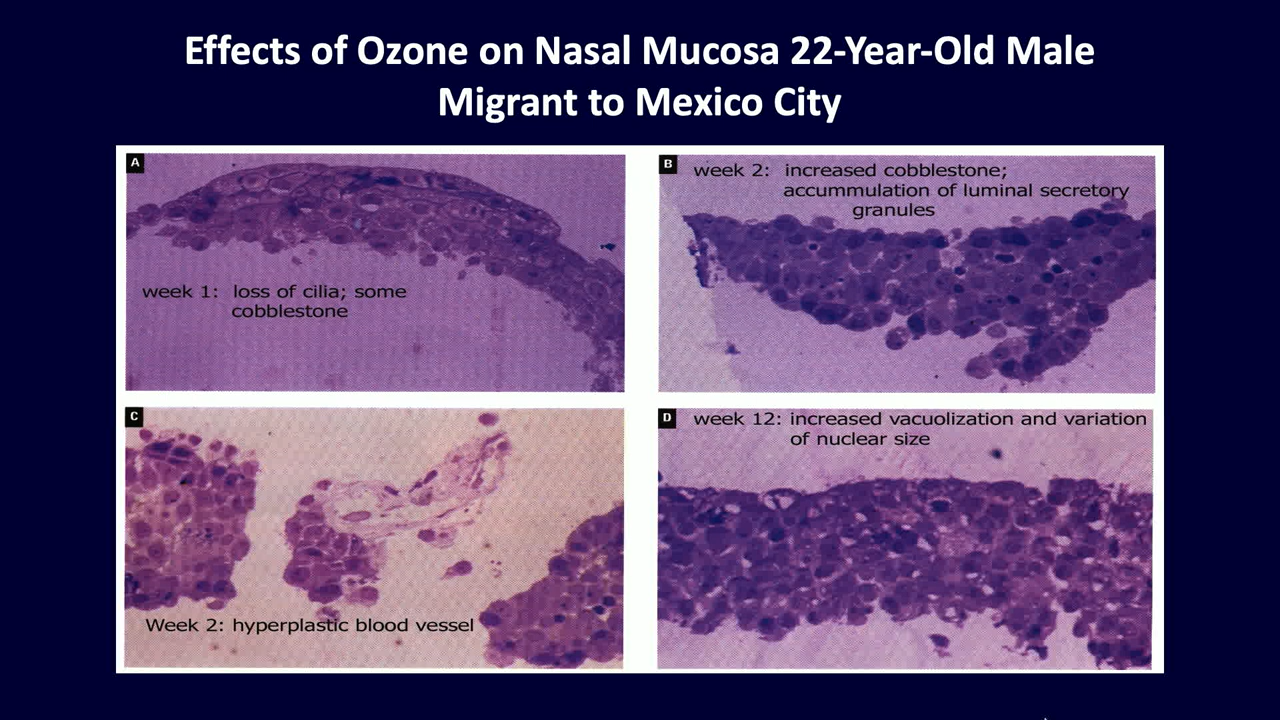 Effects of Ozone on Nasal Mucosa 22-Year-Old Male
Migrant to Mexico City
A
week 1: loss of cilia; some
cobblestone
B
week 2: increased cobblestone;
accummulation of luminal secretory
granules
C
Week 2: hyperplastic blood vessel
D
week 12: increased vacuolization and variation
of nuclear size